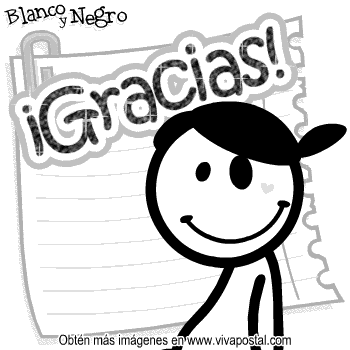 Blanco
y Negro
¡Gracias!
Obtén más imágenes en www.vivapostal.com